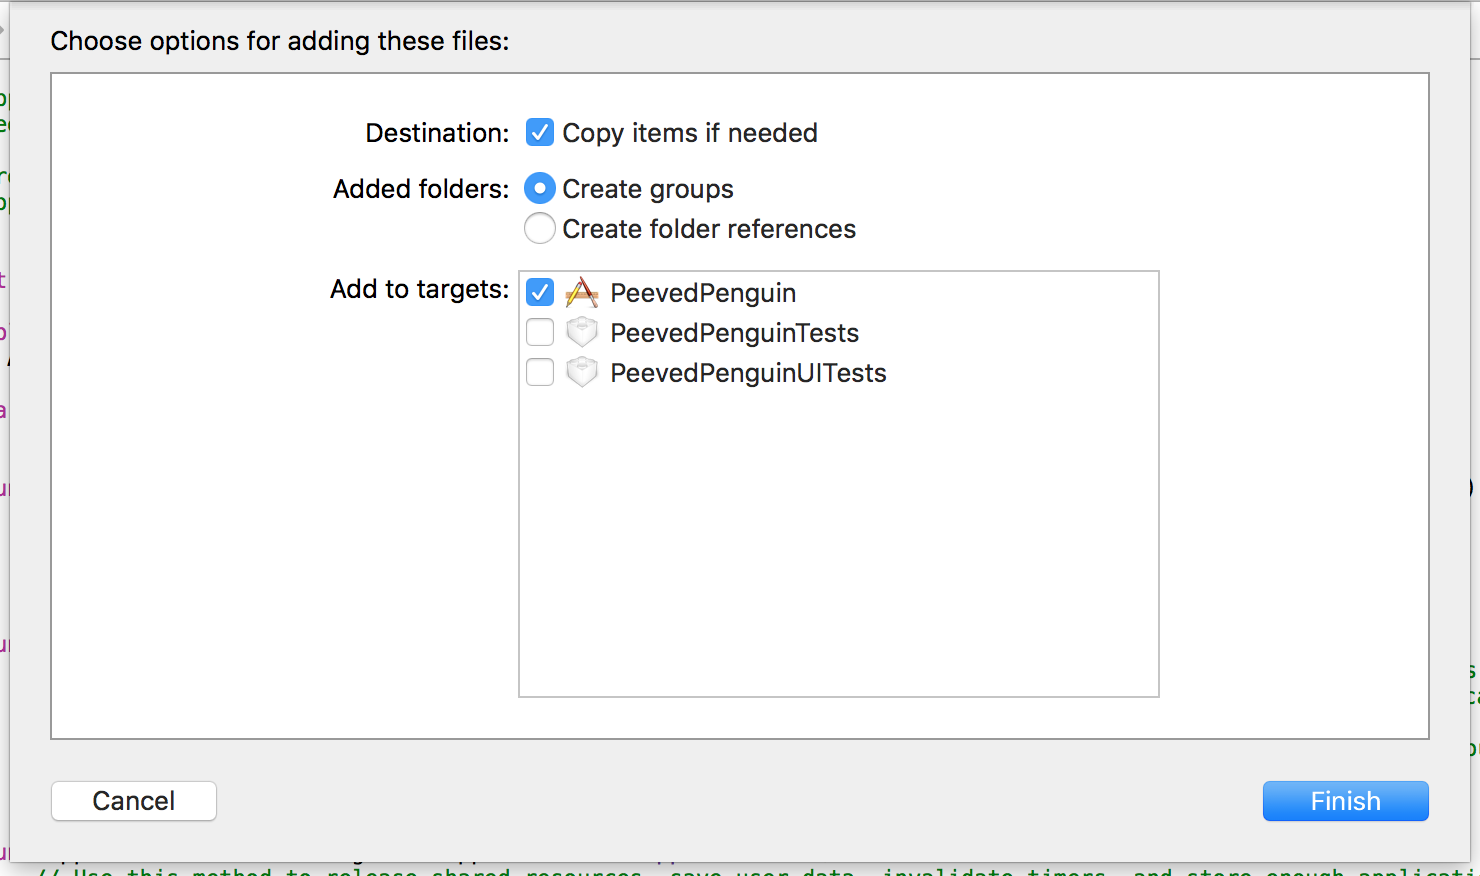 Choose options for adding these files:
Destination: Copy items if needed
Added folders: Create groups
Create folder references
Add to targets: PeevedPenguin
PeevedPenguinTests
PeevedPenguinUITests
Cancel Finish
// Use this method to release shared resources, save user data, invalidate timers, and store enough applicati